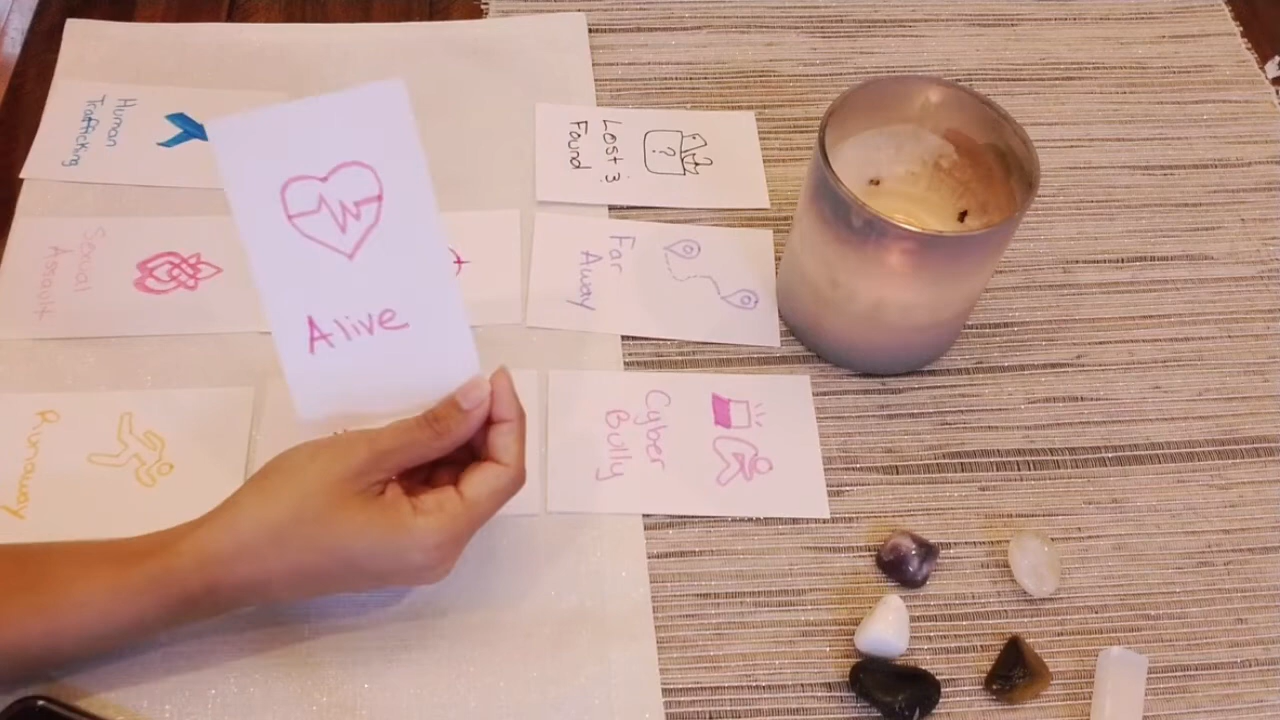 Human
Trafficking
Lost &
Found
Sexual
Assault
Alive
Far
Away
Runaway
Cyber
Bully
?